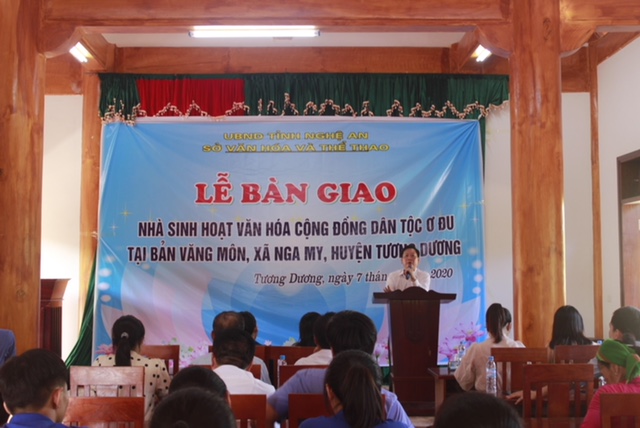 UBND TỈNH NGHỆ AN
SỞ VĂN HÓA VÀ THỂ THAO
LỄ BÀN GIAO
NHÀ SINH HOẠT VĂN HÓA CỘNG ĐỒNG DÂN TỘC Ơ ĐU
TẠI BẢN VĂNG MÔN, XÃ NGA MY, HUYỆN TƯƠNG DƯƠNG
Tương Dương, ngày 7 thán 2020